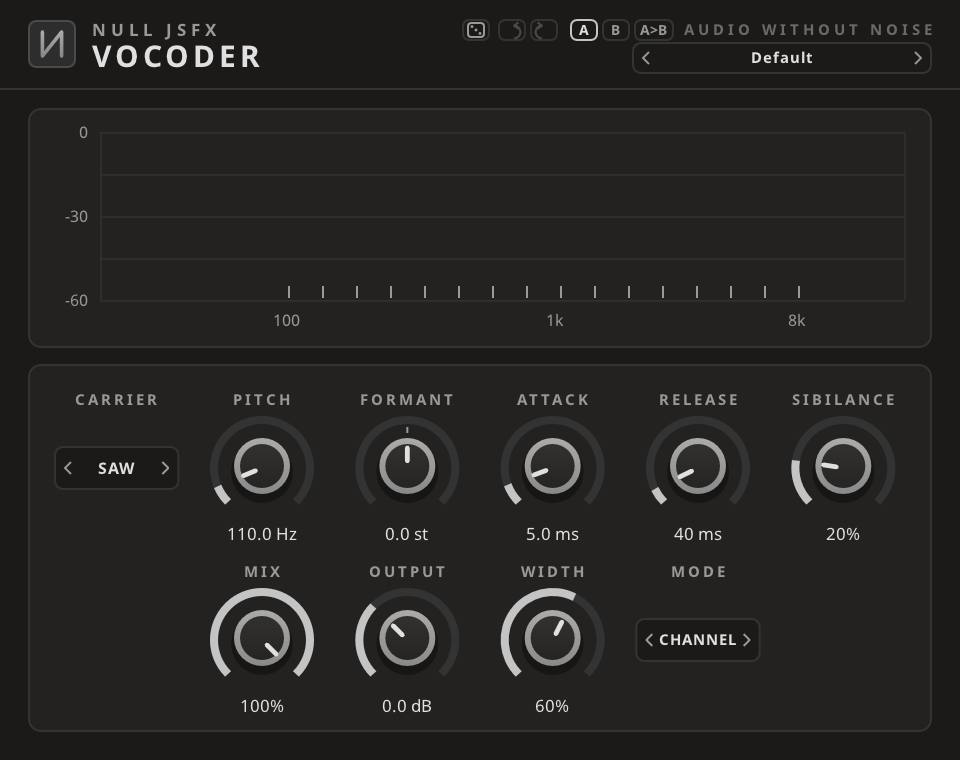 NULL JSFX
VOCODER
A B A>B AUDIO WITHOUT NOISE
Default
0
-30
-60
100 1k 8k
CARRIER PITCH FORMANT ATTACK RELEASE SIBILANCE
SAW
110.0 Hz 0.0 st 5.0 ms 40 ms 20%
MIX OUTPUT WIDTH MODE
CHANNEL
100% 0.0 dB 60%